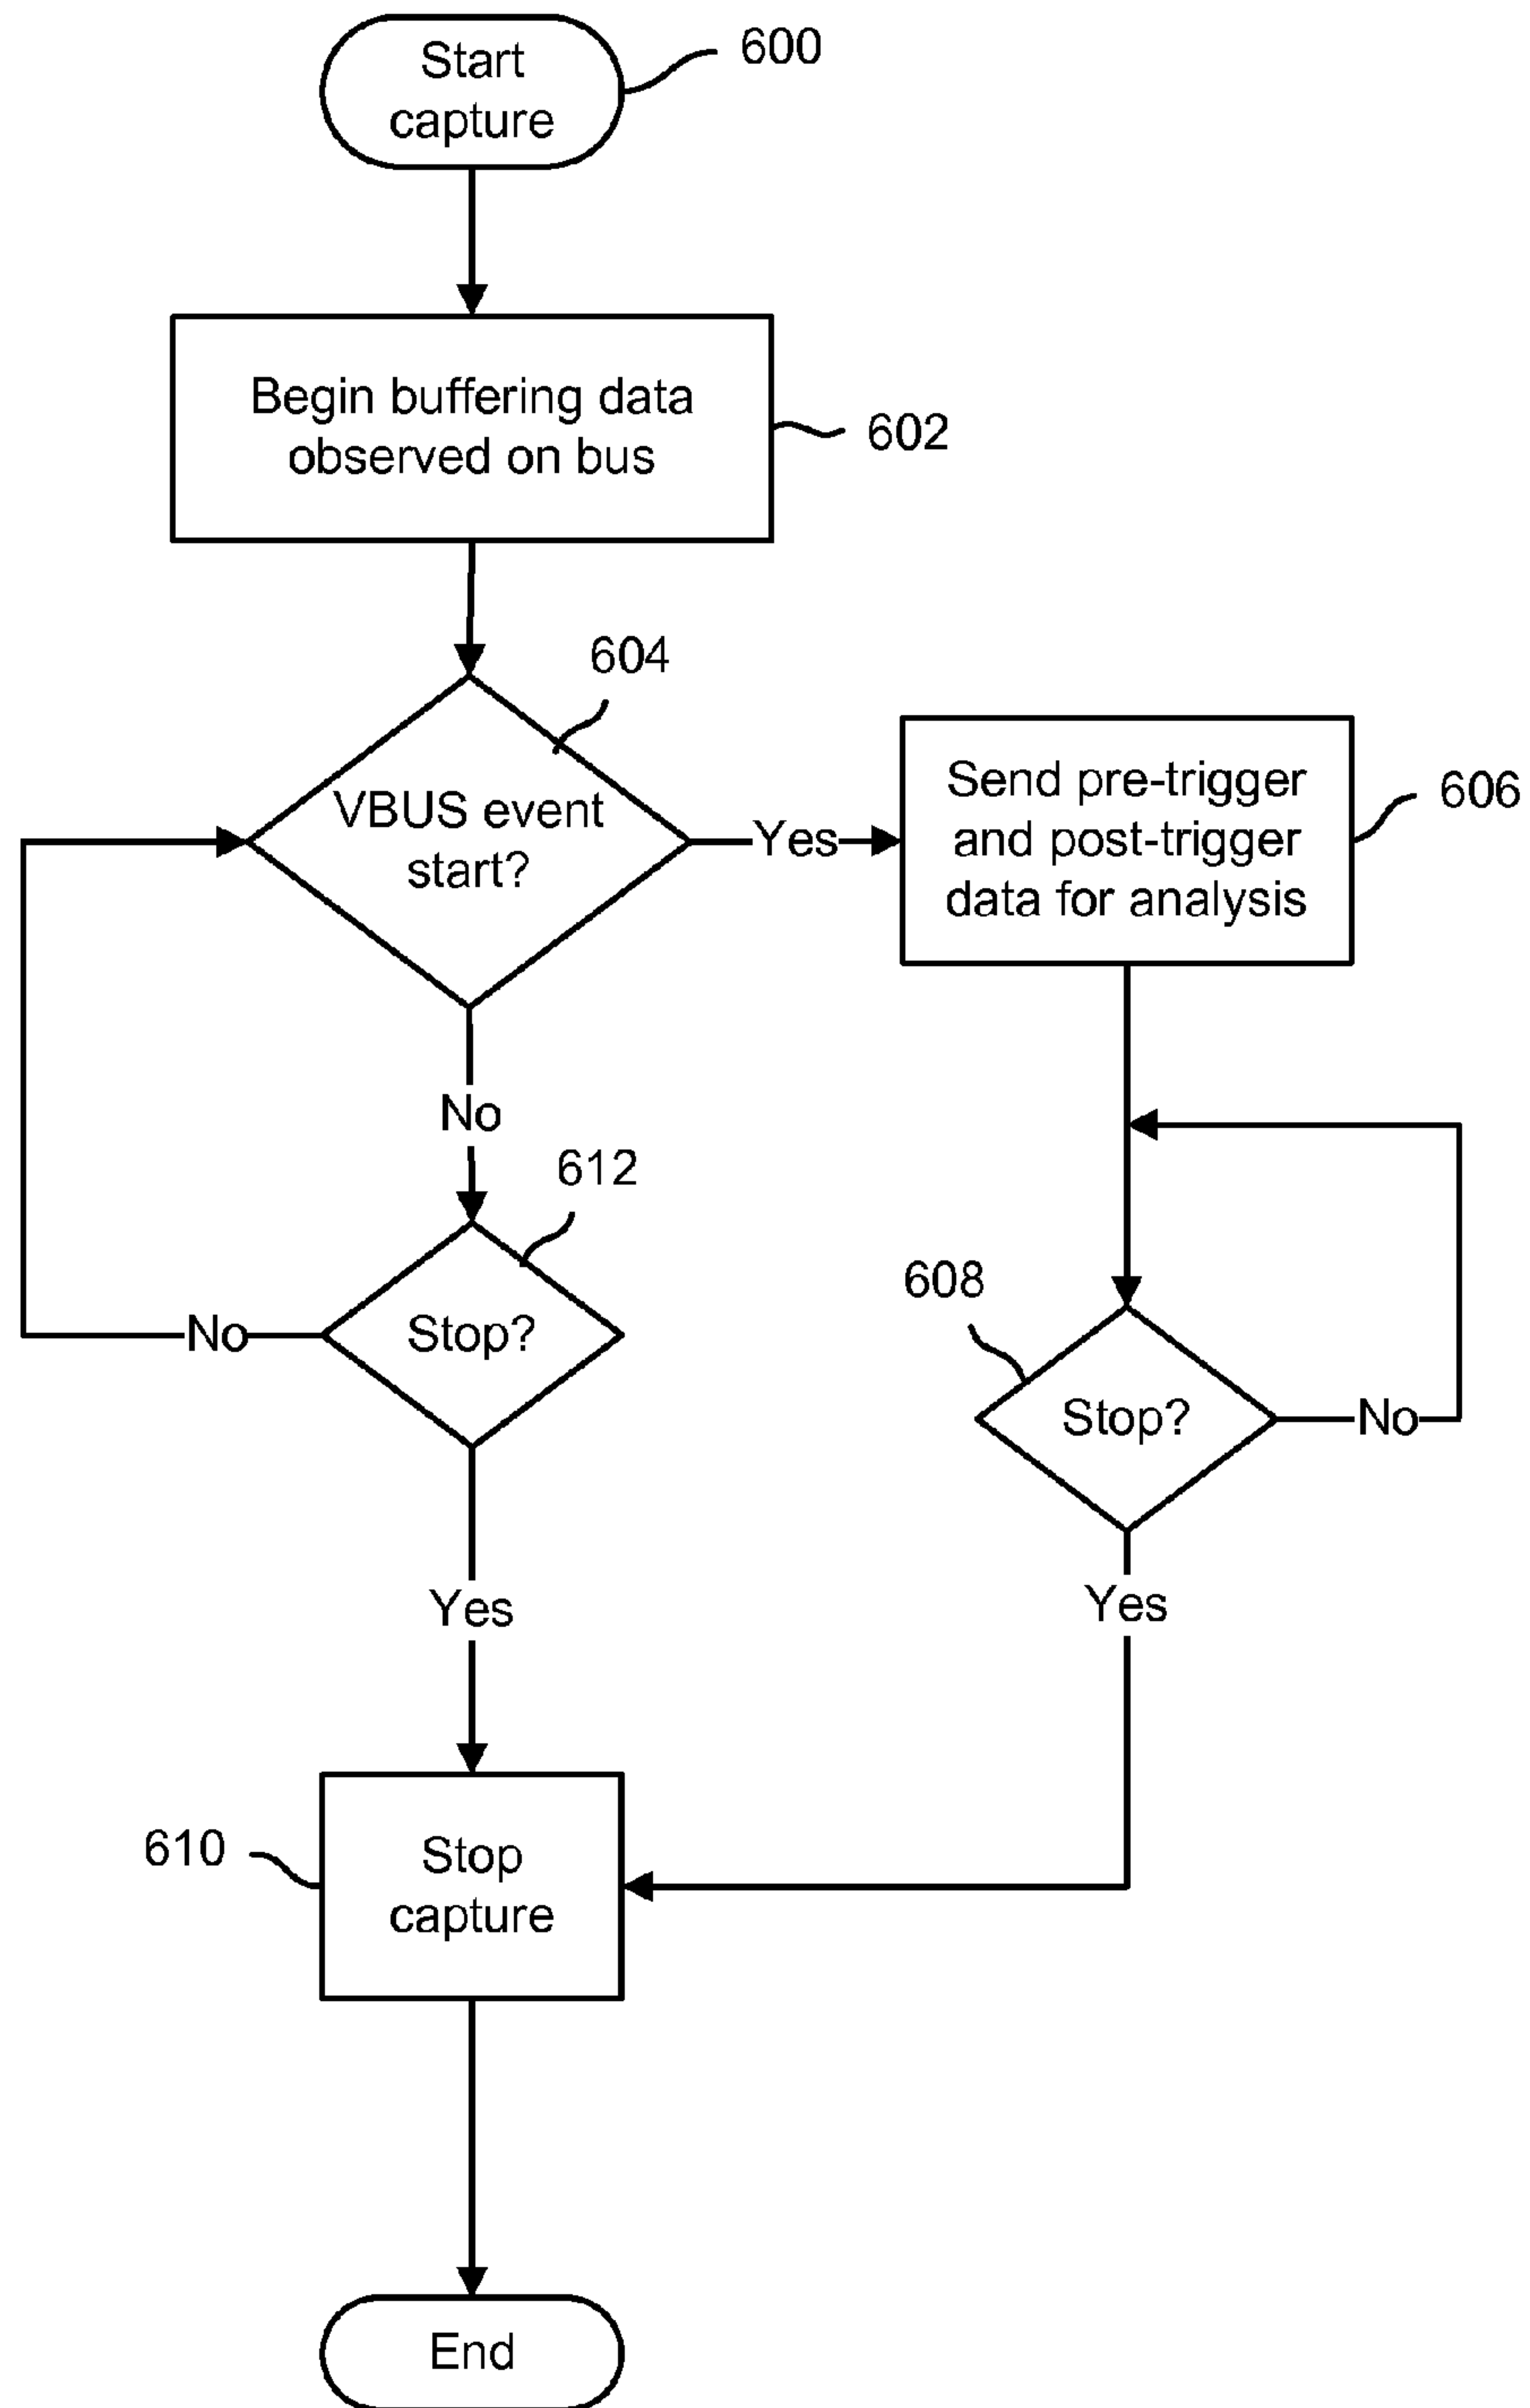 Start
capture
600
Begin buffering data
observed on bus
602
604
VBUS event
start?
Yes
Send pre-trigger
and post-trigger
data for analysis
606
No
612
Stop?
No
608
Stop?
No
Yes
Yes
610
Stop
capture
End